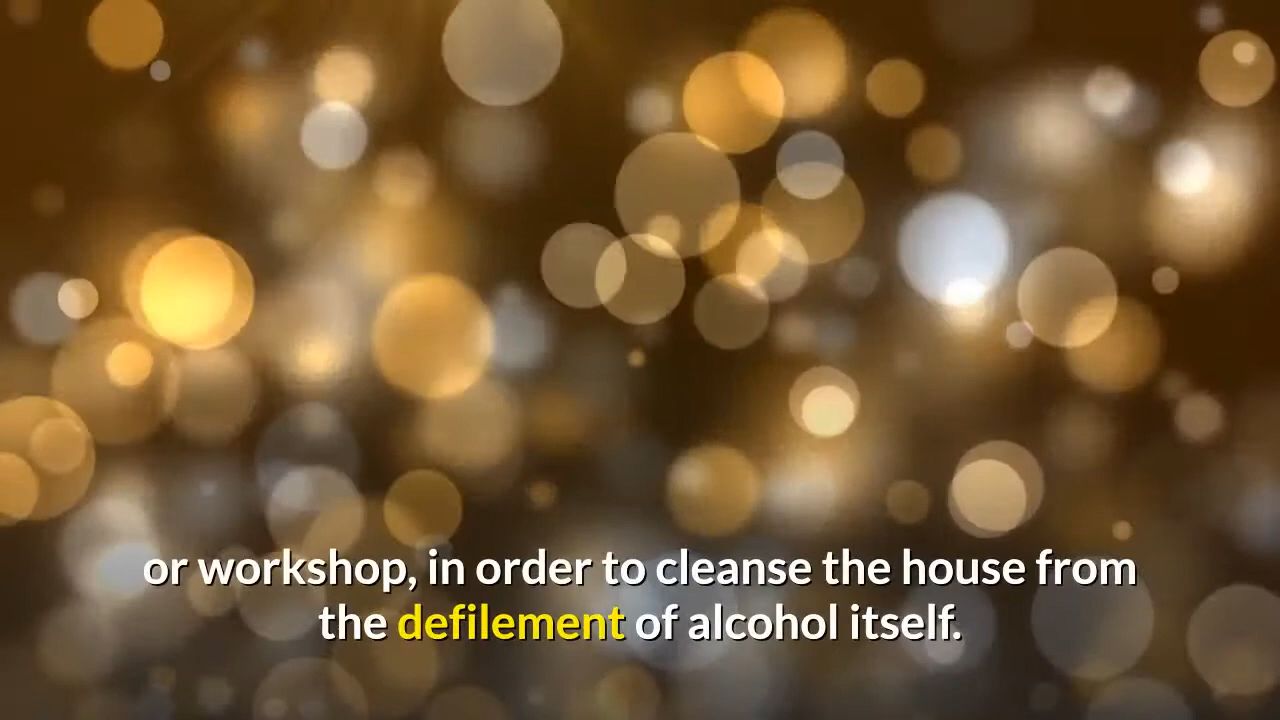 or workshop, in order to cleanse the house from
the defilement of alcohol itself.